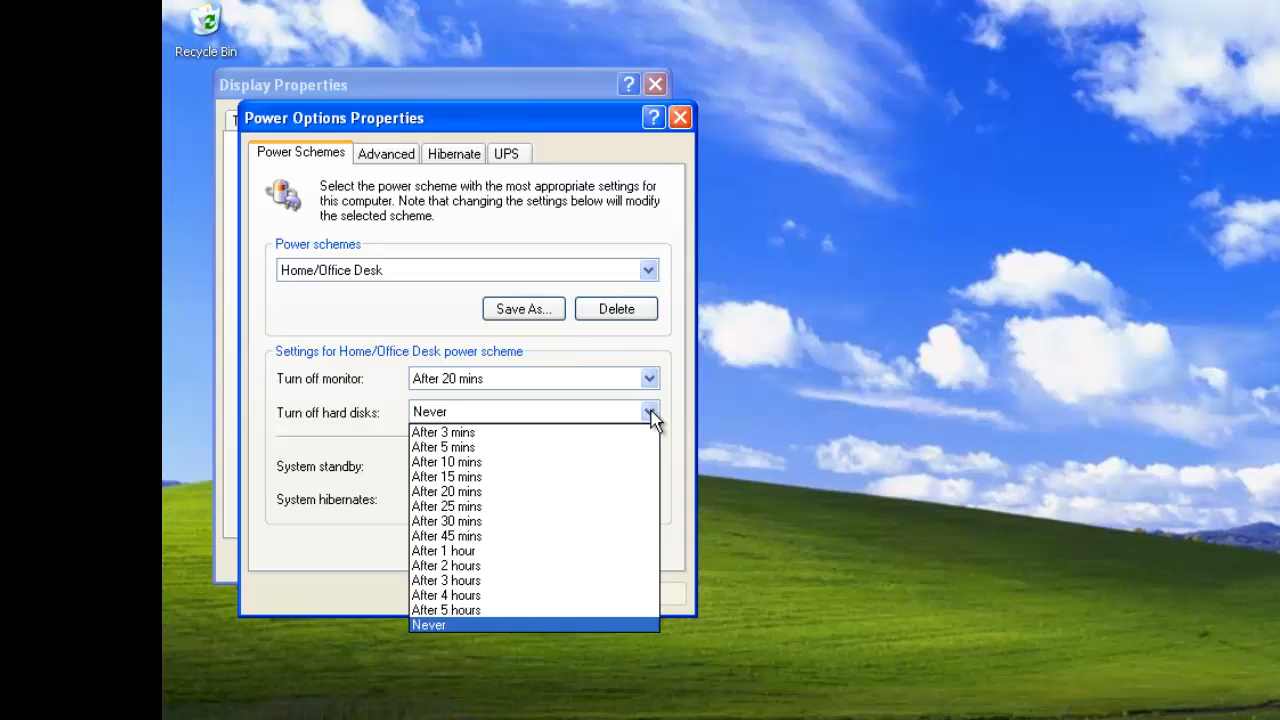 Recycle Bin
Display Properties
T
Power Options Properties
Power Schemes
Advanced
Hibernate
UPS
Select the power scheme with the most appropriate settings for
this computer. Note that changing the settings below will modify
the selected scheme.
Power schemes
Home/Office Desk
Save As...
Delete
Settings for Home/Office Desk power scheme
Turn off monitor:
After 20 mins
Turn off hard disks:
Never
After 3 mins
After 5 mins
After 10 mins
After 15 mins
After 20 mins
After 25 mins
After 30 mins
After 45 mins
After 1 hour
After 2 hours
After 3 hours
After 4 hours
After 5 hours
Never
System standby:
System hibernates: